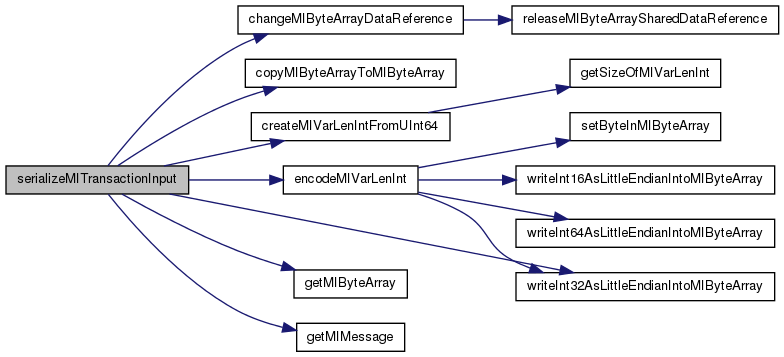 changeMIByteArrayDataReference
releaseMIByteArraySharedDataReference
copyMIByteArrayToMIByteArray
getSizeOfMIVarLenInt
createMIVarLenIntFromUInt64
setByteInMIByteArray
serializeMITransactionInput
encodeMIVarLenInt
writeInt16AsLittleEndianIntoMIByteArray
writeInt64AsLittleEndianIntoMIByteArray
getMIByteArray
writeInt32AsLittleEndianIntoMIByteArray
getMIMessage